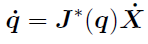 q̇ = J*(q)Ẋ